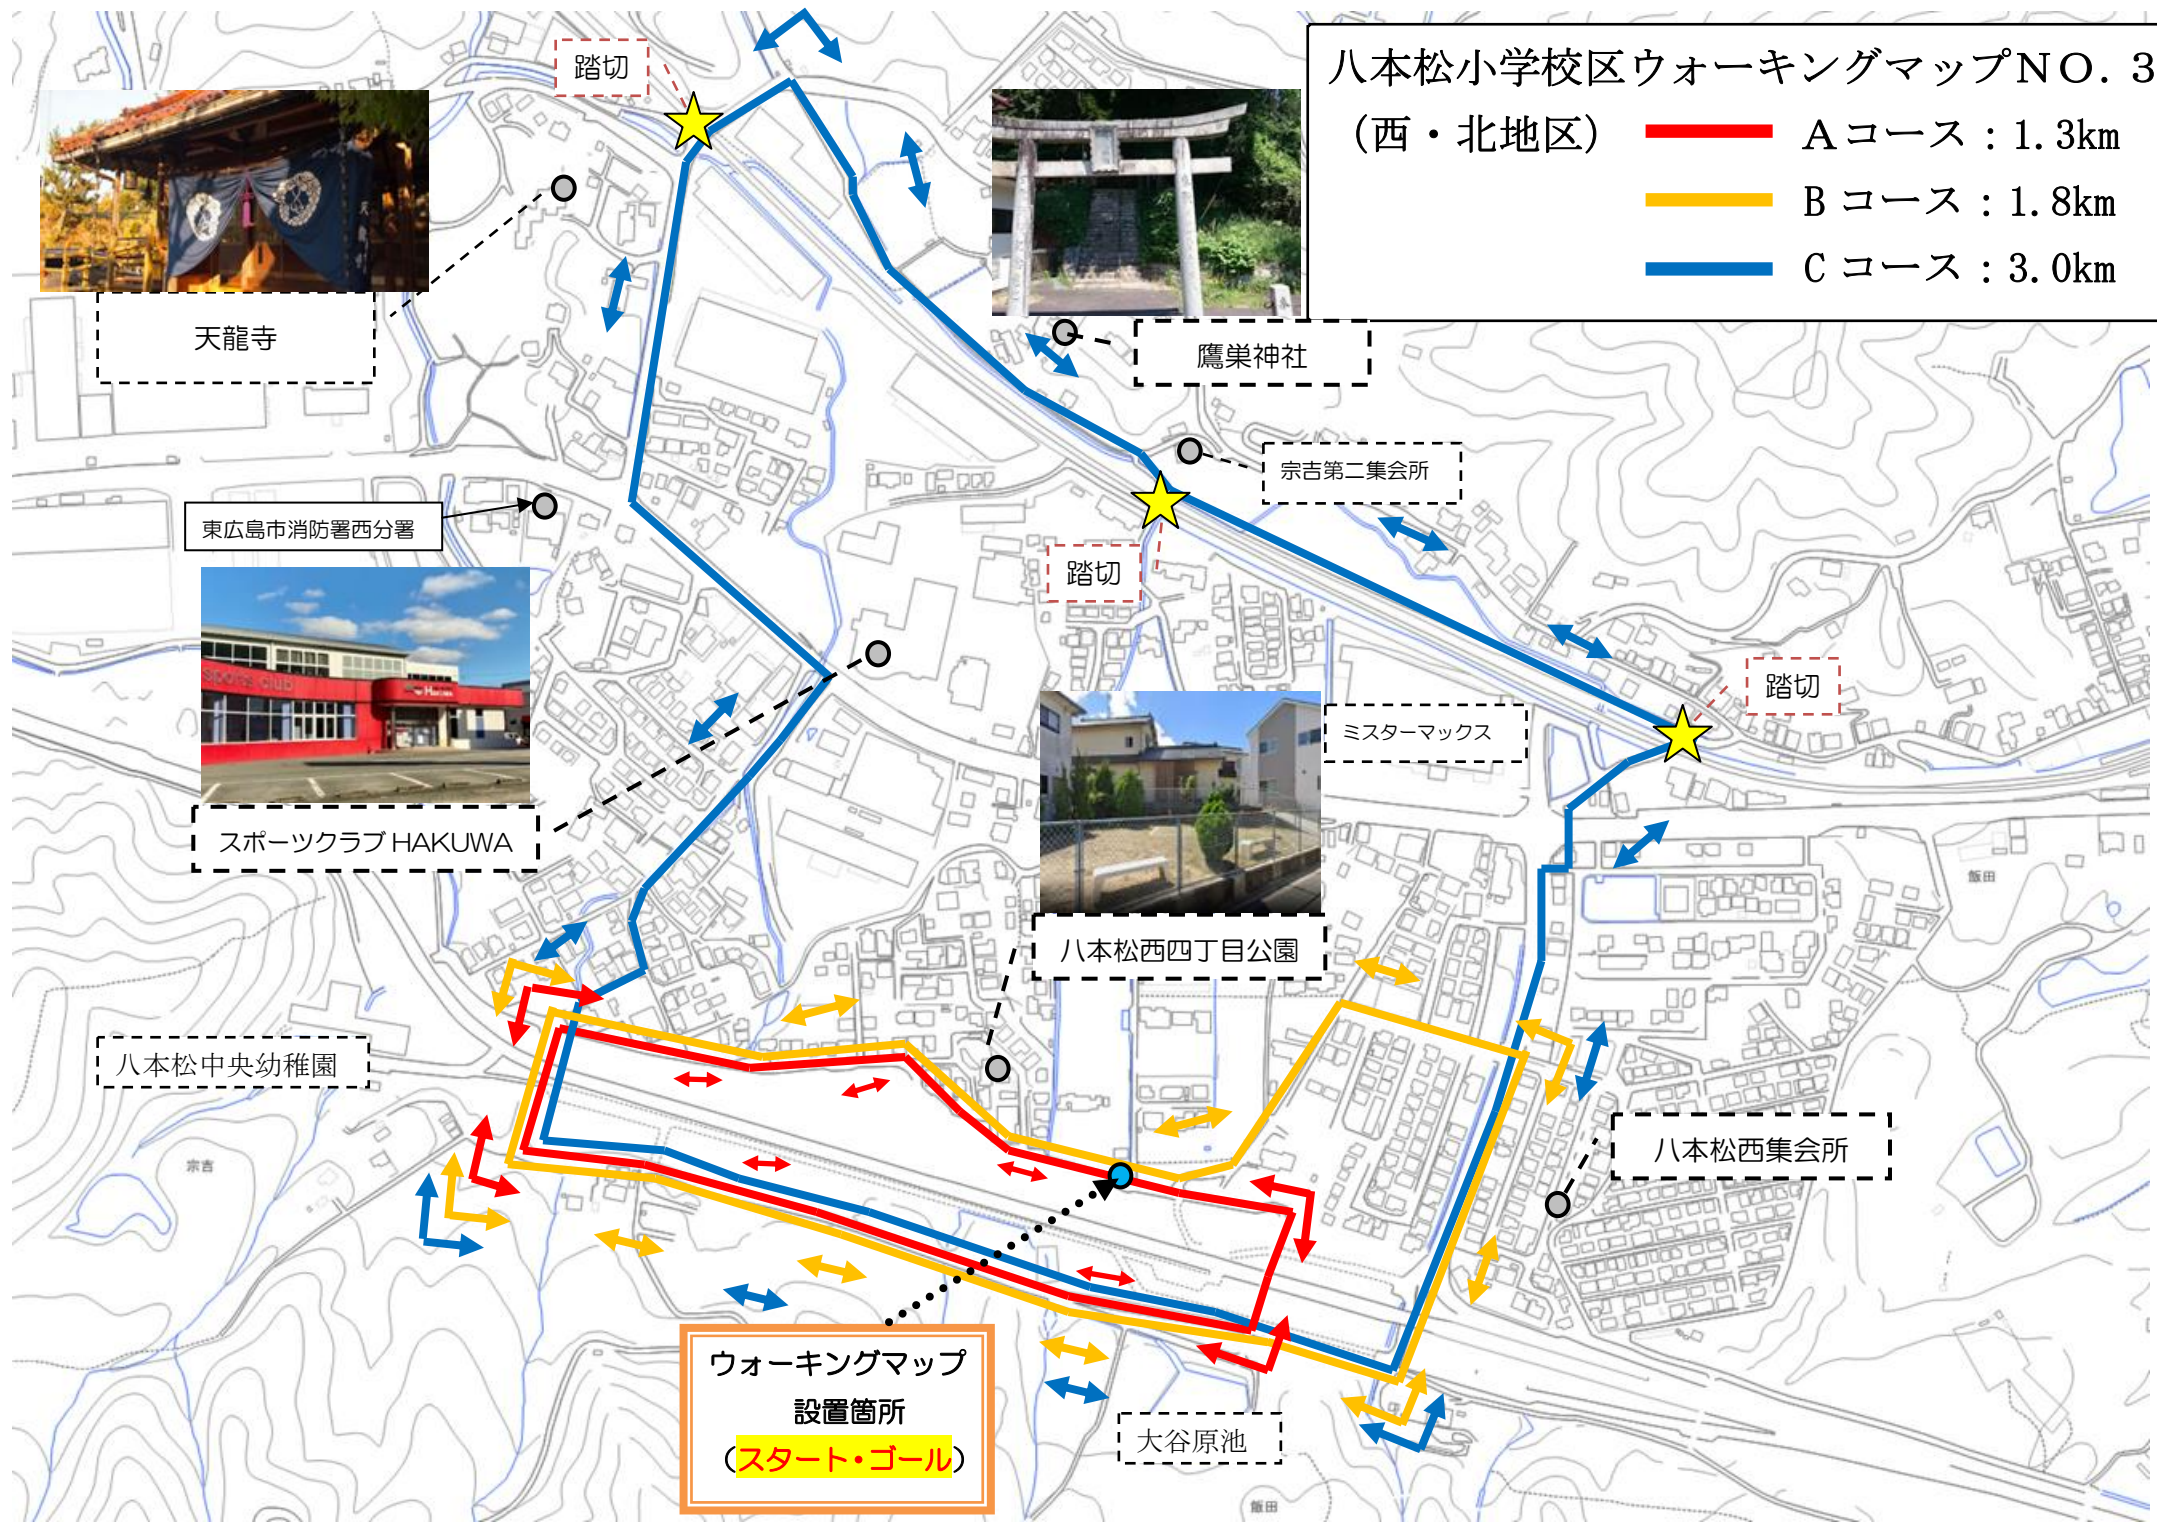 八本松小学校区ウォーキングマップNO.3
(西・北地区)
Aコース:1.3km
Bコース:1.8km
Cコース:3.0km
踏切
天龍寺
鷹巣神社
宗吉第二集会所
東広島市消防署西分署
踏切
踏切
sports club
ミスターマックス
スポーツクラブHAKUWA
飯田
八本松西四丁目公園
八本松中央幼稚園
八本松西集会所
宗吉
ウォーキングマップ
設置箇所
(スタート・ゴール)
大谷原池
飯田